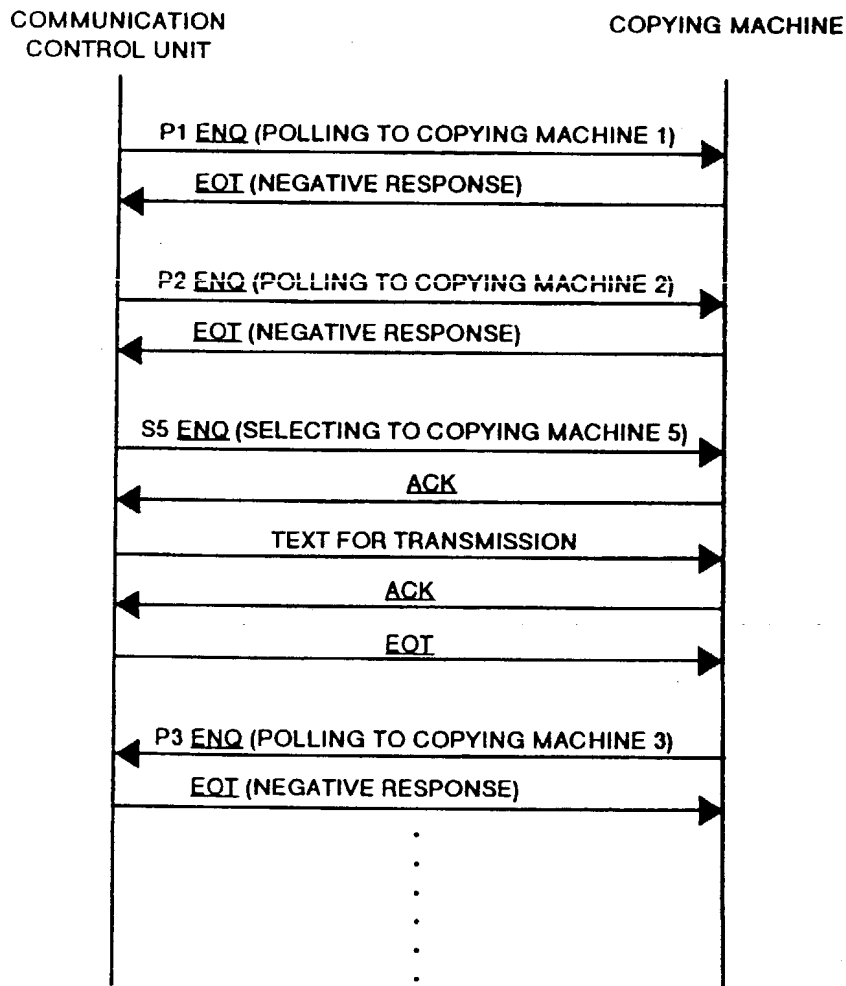 COMMUNICATION
CONTROL UNIT
COPYING MACHINE
P1 ENQ (POLLING TO COPYING MACHINE 1)
EOT (NEGATIVE RESPONSE)
P2 ENQ (POLLING TO COPYING MACHINE 2)
EOT (NEGATIVE RESPONSE)
S5 ENQ (SELECTING TO COPYING MACHINE 5)
ACK
TEXT FOR TRANSMISSION
ACK
EOT
P3 ENQ (POLLING TO COPYING MACHINE 3)
EOT (NEGATIVE RESPONSE)